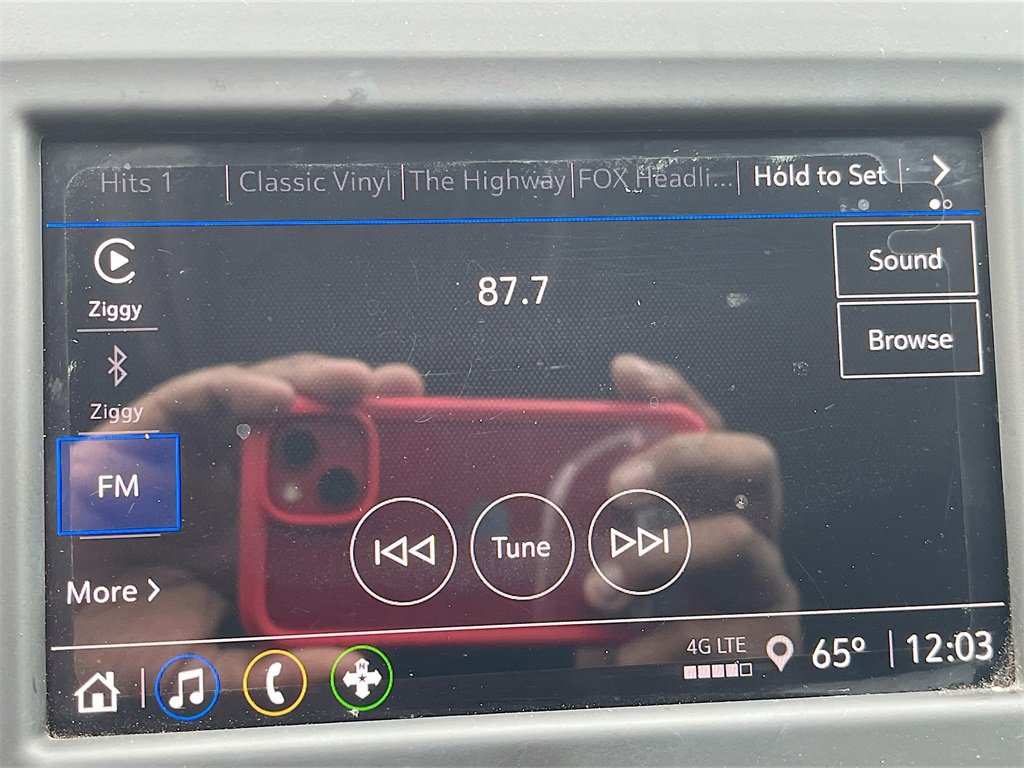 Hits 1
Classic Vinyl
The Highway
FOX Headli...
Hold to Set
Ziggy
87.7
Sound
Browse
Ziggy
FM
Tune
More
4G LTE
65°
12:03
N